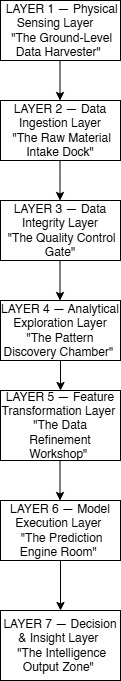 LAYER 1 — Physical
Sensing Layer
"The Ground-Level
Data Harvester"
LAYER 2 — Data
Ingestion Layer
"The Raw Material
Intake Dock"
LAYER 3 — Data
Integrity Layer
"The Quality Control
Gate"
LAYER 4 — Analytical
Exploration Layer
"The Pattern
Discovery Chamber"
LAYER 5 — Feature
Transformation Layer
"The Data
Refinement
Workshop"
LAYER 6 — Model
Execution Layer
"The Prediction
Engine Room"
LAYER 7 — Decision
& Insight Layer
"The Intelligence
Output Zone"